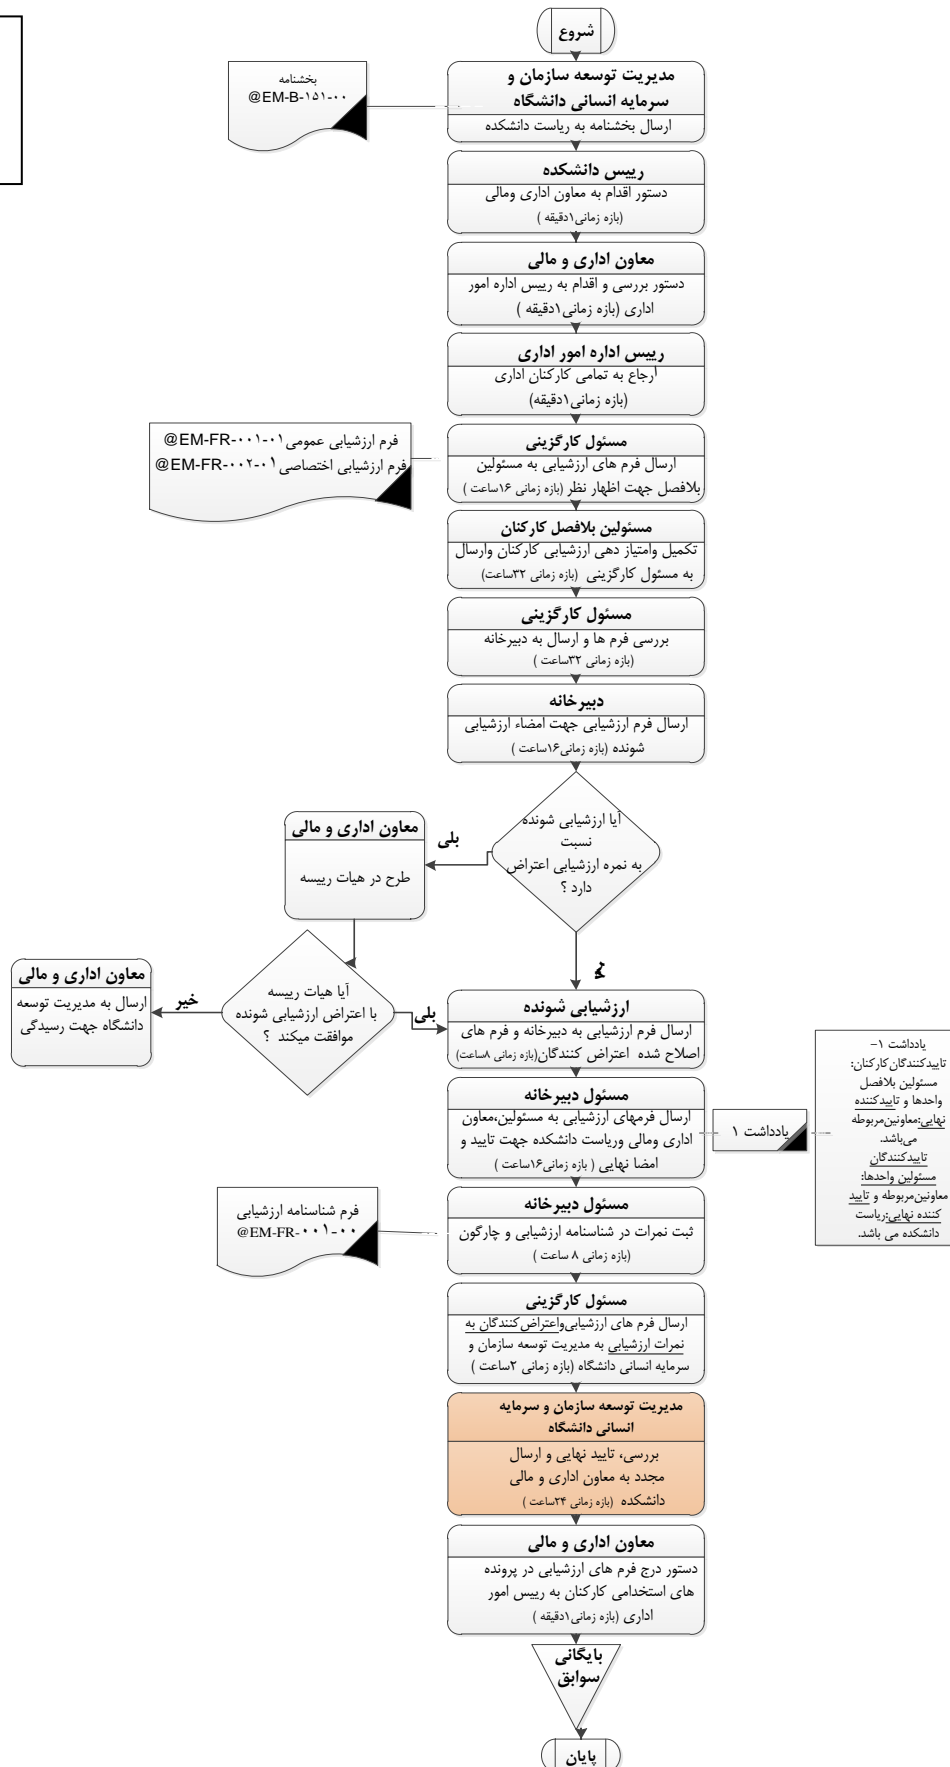 شروع
مدیریت توسعه سازمان و
سرمایه انسانی دانشگاه
ارسال بخشنامه به ریاست دانشکده
بخشنامه
@EM-B-۱۵۱-۰۰
رییس دانشکده
دستور اقدام به معاون اداری ومالی
(بازه زمانی۱دقیقه )
معاون اداری و مالی
دستور بررسی و اقدام به رییس اداره امور
اداری (بازه زمانی۱دقیقه )
رییس اداره امور اداری
ارجاع به تمامی کارکنان اداری
(بازه زمانی۱دقیقه)
مسئول کارگزینی
ارسال فرم های ارزشیابی به مسئولین
بلافصل جهت اظهار نظر (بازه زمانی ۱۶ساعت )
فرم ارزشیابی عمومی @EM-FR-۰۰۱-۰۱
فرم ارزشیابی اختصاصی @EM-FR-۰۰۲-۰۱
مسئولین بلافصل کارکنان
تکمیل وامتیاز دهی ارزشیابی کارکنان وارسال
به مسئول کارگزینی (بازه زمانی ۳۲ساعت)
مسئول کارگزینی
بررسی فرم ها و ارسال به دبیرخانه
(بازه زمانی ۳۲ساعت )
دبیرخانه
ارسال فرم ارزشیابی جهت امضاء ارزشیابی
شونده (بازه زمانی۱۶ساعت )
آیا ارزشیابی شونده
نسبت
به نمره ارزشیابی اعتراض
دارد ؟
بلی
معاون اداری و مالی
طرح در هیات رییسه
آیا هیات رییسه
با اعتراض ارزشیابی شونده
موافقت میکند ؟
خیر
معاون اداری و مالی
ارسال به مدیریت توسعه
دانشگاه جهت رسیدگی
بلی
ارزشیابی شونده
ارسال فرم ارزشیابی به دبیرخانه و فرم های
اصلاح شده اعتراض کنندگان(بازه زمانی ۸ساعت)
مسئول دبیرخانه
ارسال فرمهای ارزشیابی به مسئولین،معاون
اداری ومالی وریاست دانشکده جهت تایید و
امضا نهایی ( بازه زمانی۱۶ساعت )
یادداشت ۱
یادداشت ۱-
تاییدکنندگان‌کارکنان:
مسئولین بلافصل
واحدها و تاییدکننده
نهایی:معاونین‌مربوطه
می‌باشد.
تاییدکنندگان
مسئولین واحدها:
معاونین‌مربوطه و تایید
کننده نهایی:ریاست
دانشکده می باشد.
مسئول دبیرخانه
ثبت نمرات در شناسنامه ارزشیابی و چارگون
(بازه زمانی ۸ ساعت )
فرم شناسنامه ارزشیابی
@EM-FR-۰۰۱-۰۰
مسئول کارگزینی
ارسال فرم های ارزشیابی‌واعتراض‌کنندگان به
نمرات ارزشیابی به مدیریت توسعه سازمان و
سرمایه انسانی دانشگاه (بازه زمانی ۲ساعت )
مدیریت توسعه سازمان و سرمایه
انسانی دانشگاه
بررسی، تایید نهایی و ارسال
مجدد به معاون اداری و مالی
دانشکده (بازه زمانی ۲۴ساعت )
معاون اداری و مالی
دستور درج فرم های ارزشیابی در پرونده
های استخدامی کارکنان به رییس امور
اداری (بازه زمانی۱دقیقه )
بایگانی
سوابق
پایان